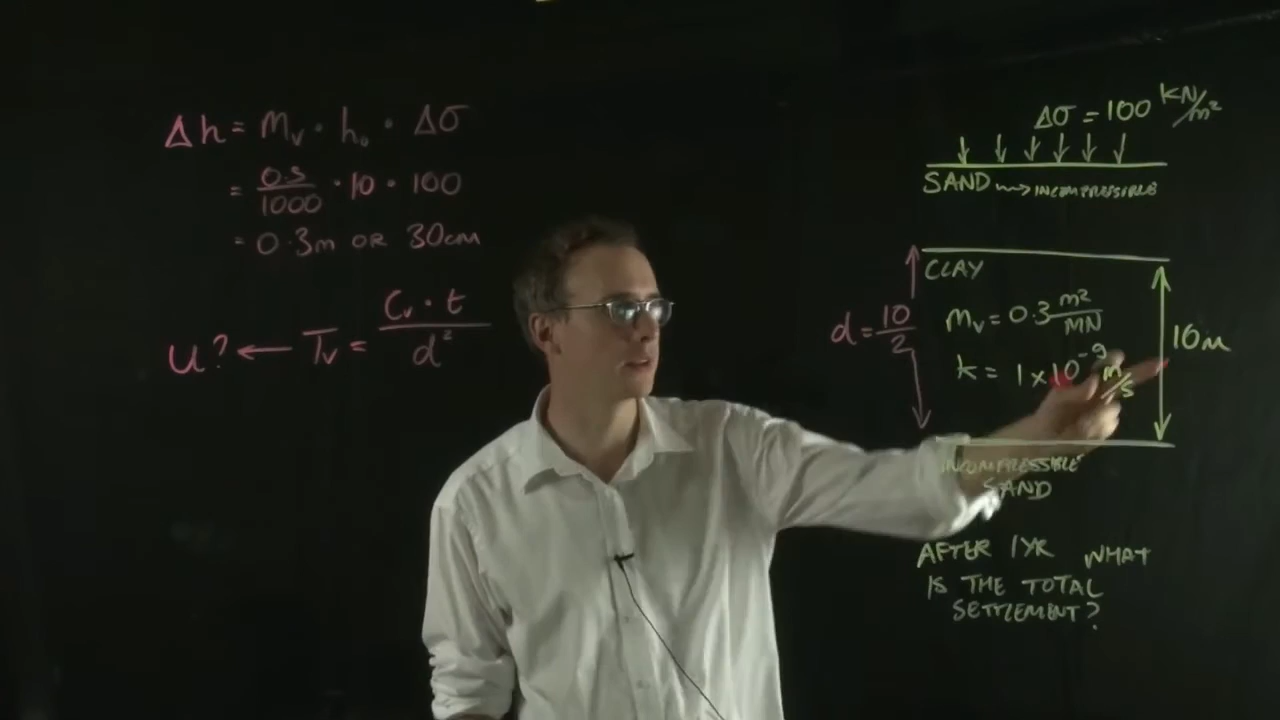 Δh = mv · h₀ · Δσ
= 0.3/1000 · 10 · 100
= 0.3m OR 30cm
U? ← Tv = Cv · t / d²
Δσ = 100 KN/m²
SAND → INCOMPRESSIBLE
CLAY
d = 10/2
mv = 0.3 m²/MN
10m
k = 1 × 10⁻⁹ m/s
INCOMPRESSIBLE
SAND
AFTER 1YR WHAT
IS THE TOTAL
SETTLEMENT?